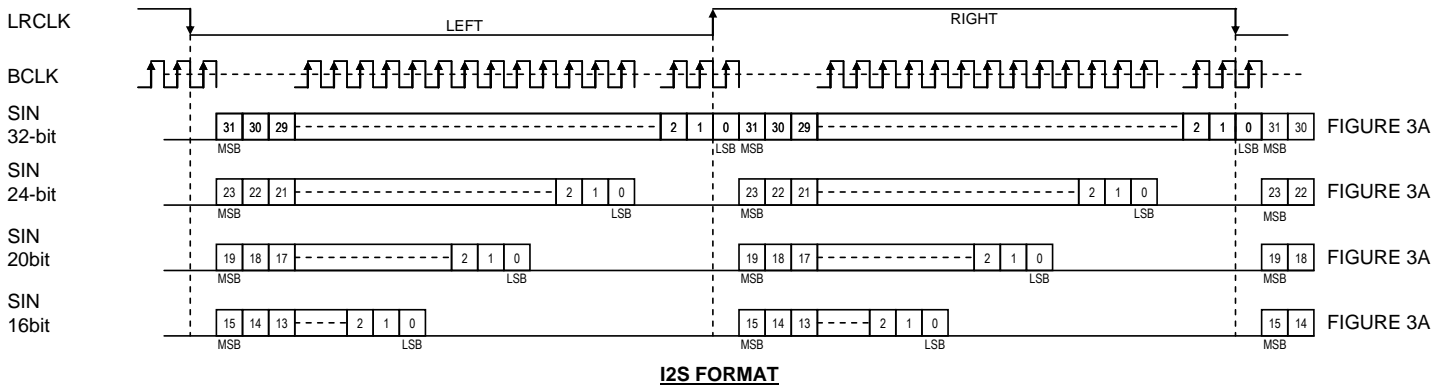 LRCLK
LEFT
RIGHT
BCLK
SIN
32-bit
31 30 29 2 1 0 31 30 29 2 1 0 31 30
MSB LSB MSB LSB MSB
FIGURE 3A
SIN
24-bit
23 22 21 2 1 0 23 22 21 2 1 0 23 22
MSB LSB MSB LSB MSB
FIGURE 3A
SIN
20bit
19 18 17 2 1 0 19 18 17 2 1 0 19 18
MSB LSB MSB LSB MSB
FIGURE 3A
SIN
16bit
15 14 13 2 1 0 15 14 13 2 1 0 15 14
MSB LSB MSB LSB MSB
FIGURE 3A
I2S FORMAT